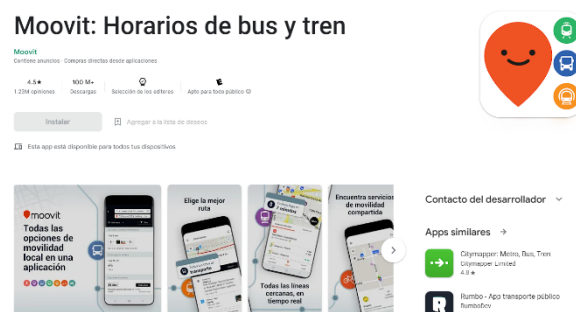 Moovit: Horarios de bus y tren
Moovit
Contiene anuncios · Compras directas desde aplicaciones
4.5★
1.23M opiniones
100 M+
Descargas
Selección de los editores
Apto para todo público
Instalar
Agregar a la lista de deseos
Esta app está disponible para todos tus dispositivos
moovit
Todas las
opciones de
movilidad
local en una
aplicación
Elige la mejor
ruta
transporte
Todas las líneas
cercanas, en
tiempo real
Encuentra servicios
de movilidad
compartida
Contacto del desarrollador
Apps similares
Citymapper: Metro, Bus, Tren
Citymapper Limited
4.9★
Rumbo - App transporte público
RumboDev